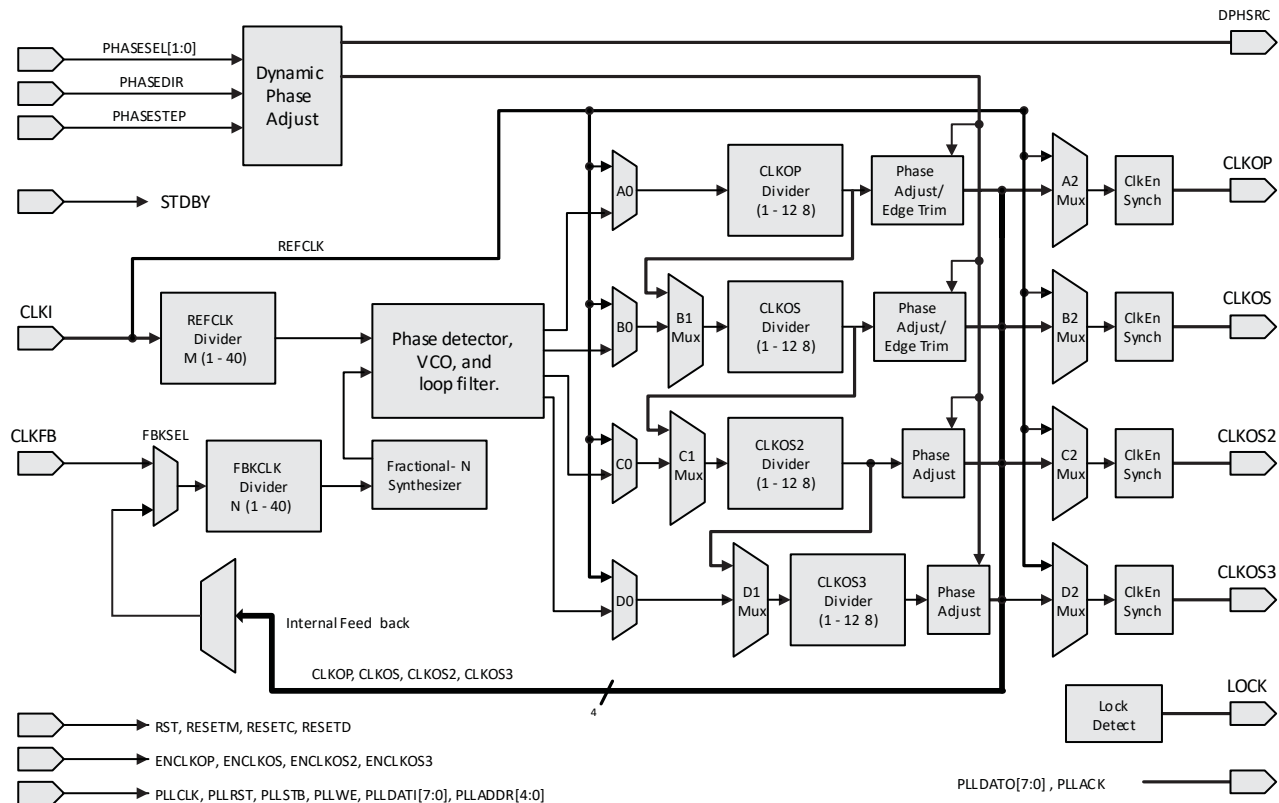 DPHSRC
PHASESEL[1:0]
PHASEDIR
PHASESTEP
Dynamic
Phase
Adjust
STDBY
REFCLK
CLKI
REFCLK
Divider
M (1 - 40)
Phase detector,
VCO, and
loop filter.
CLKFB
FBKSEL
FBKCLK
Divider
N (1 - 40)
Fractional- N
Synthesizer
Internal Feed back
CLKOP, CLKOS, CLKOS2, CLKOS3
4
A0
CLKOP
Divider
(1 - 12 8)
Phase
Adjust/
Edge Trim
A2
Mux
ClkEn
Synch
CLKOP
B0
B1
Mux
CLKOS
Divider
(1 - 12 8)
Phase
Adjust/
Edge Trim
B2
Mux
ClkEn
Synch
CLKOS
C0
C1
Mux
CLKOS2
Divider
(1 - 12 8)
Phase
Adjust
C2
Mux
ClkEn
Synch
CLKOS2
D0
D1
Mux
CLKOS3
Divider
(1 - 12 8)
Phase
Adjust
D2
Mux
ClkEn
Synch
CLKOS3
Lock
Detect
LOCK
RST, RESETM, RESETC, RESETD
ENCLKOP, ENCLKOS, ENCLKOS2, ENCLKOS3
PLLCLK, PLLRST, PLLSTB, PLLWE, PLLDATI[7:0], PLLADDR[4:0]
PLLDATO[7:0] , PLLACK